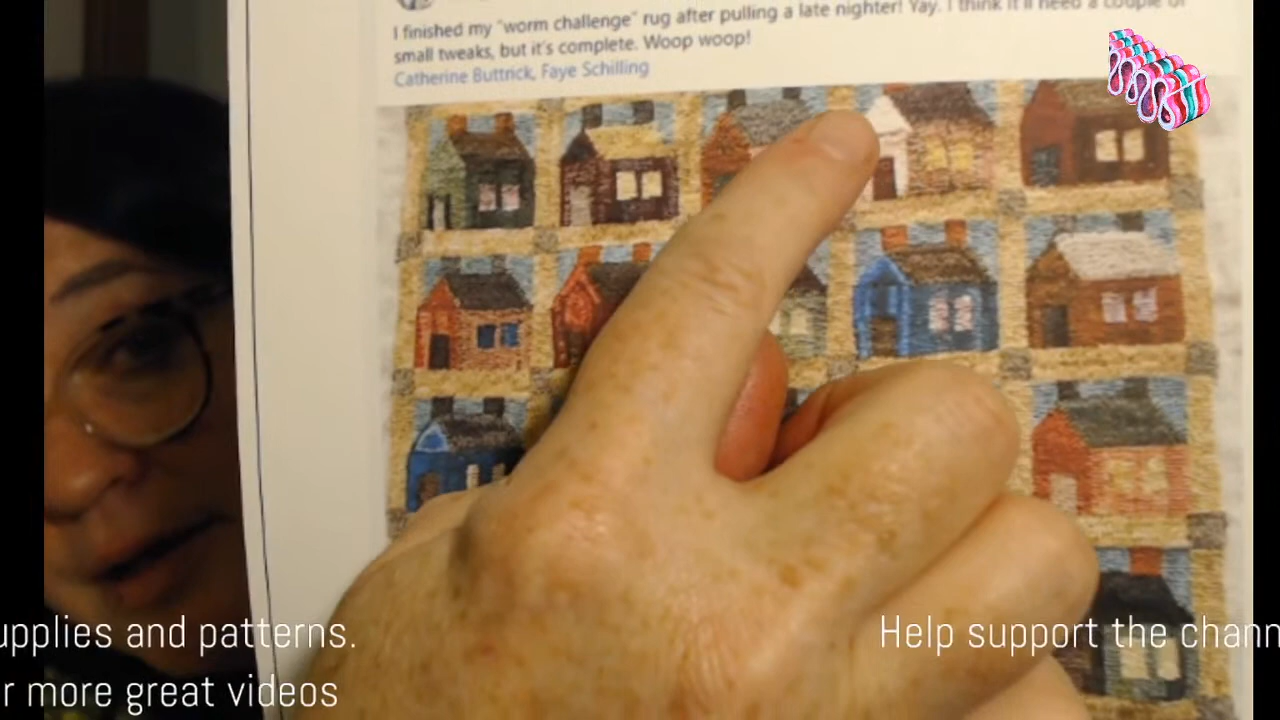 I finished my "worm challenge" rug after pulling a late nighter! Yay. I think it'll need a couple of
small tweaks, but it's complete. Woop woop!
Catherine Buttrick, Faye Schilling
upplies and patterns.
Help support the chann
r more great videos